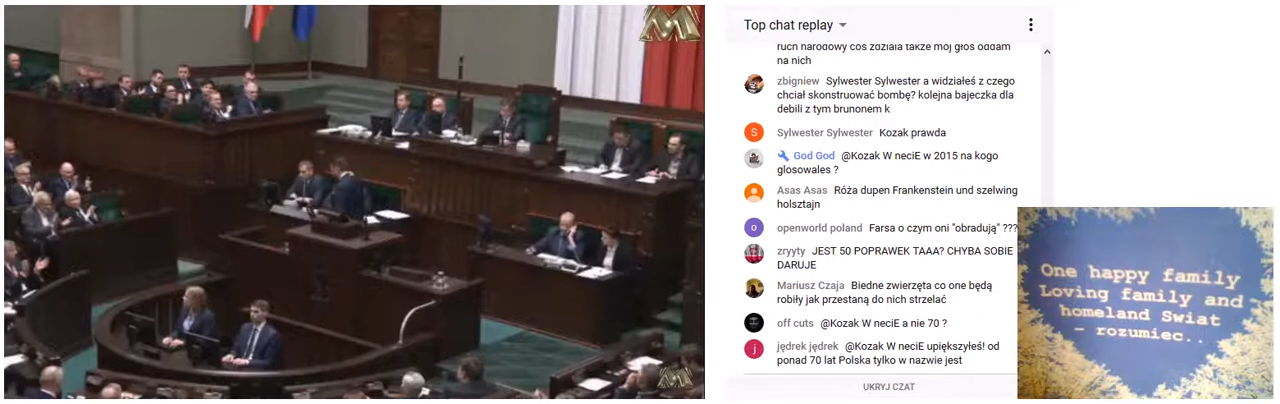 Top chat replay
ruch narodowy coś zdziała także mój głos oddam
na nich
zbigniew Sylwester Sylwester a widziałeś z czego
chciał skonstruować bombę? kolejna bajeczka dla
debili z tym brunonem k
S Sylwester Sylwester Kozak prawda
God God @Kozak W neciE w 2015 na kogo
glosowales ?
Asas Asas Róża dupen Frankenstein und szelwing
holsztajn
o openworld poland Farsa o czym oni "obradują" ???
zryyty JEST 50 POPRAWEK TAAA? CHYBA SOBIE
DARUJE
Mariusz Czaja Biedne zwierzęta co one będą
robiły jak przestaną do nich strzelać
off cuts @Kozak W neciE a nie 70 ?
j jędrek jędrek @Kozak W neciE upiększyłeś! od
ponad 70 lat Polska tylko w nazwie jest
UKRYJ CZAT
One happy family
Loving family and
homeland Swiat
— rozumiec..
M
M